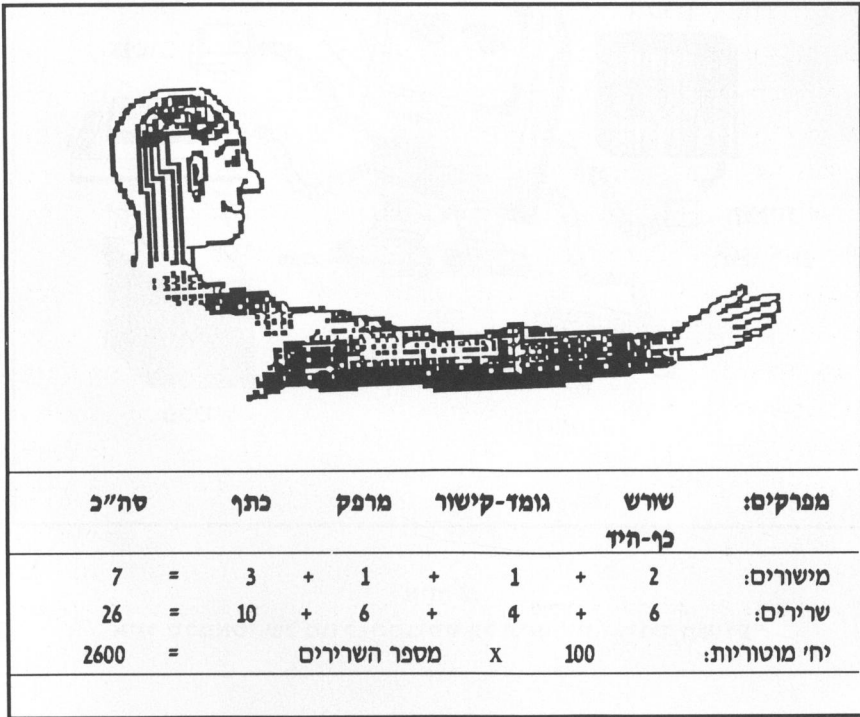 מפרקים: שורש גומד-קישור מרפק כתף סה"כ
כף-היד
מישורים: 2 + 1 + 1 + 3 = 7
שרירים: 6 + 4 + 6 + 10 = 26
יח' מוטוריות: 100 X מספר השרירים = 2600